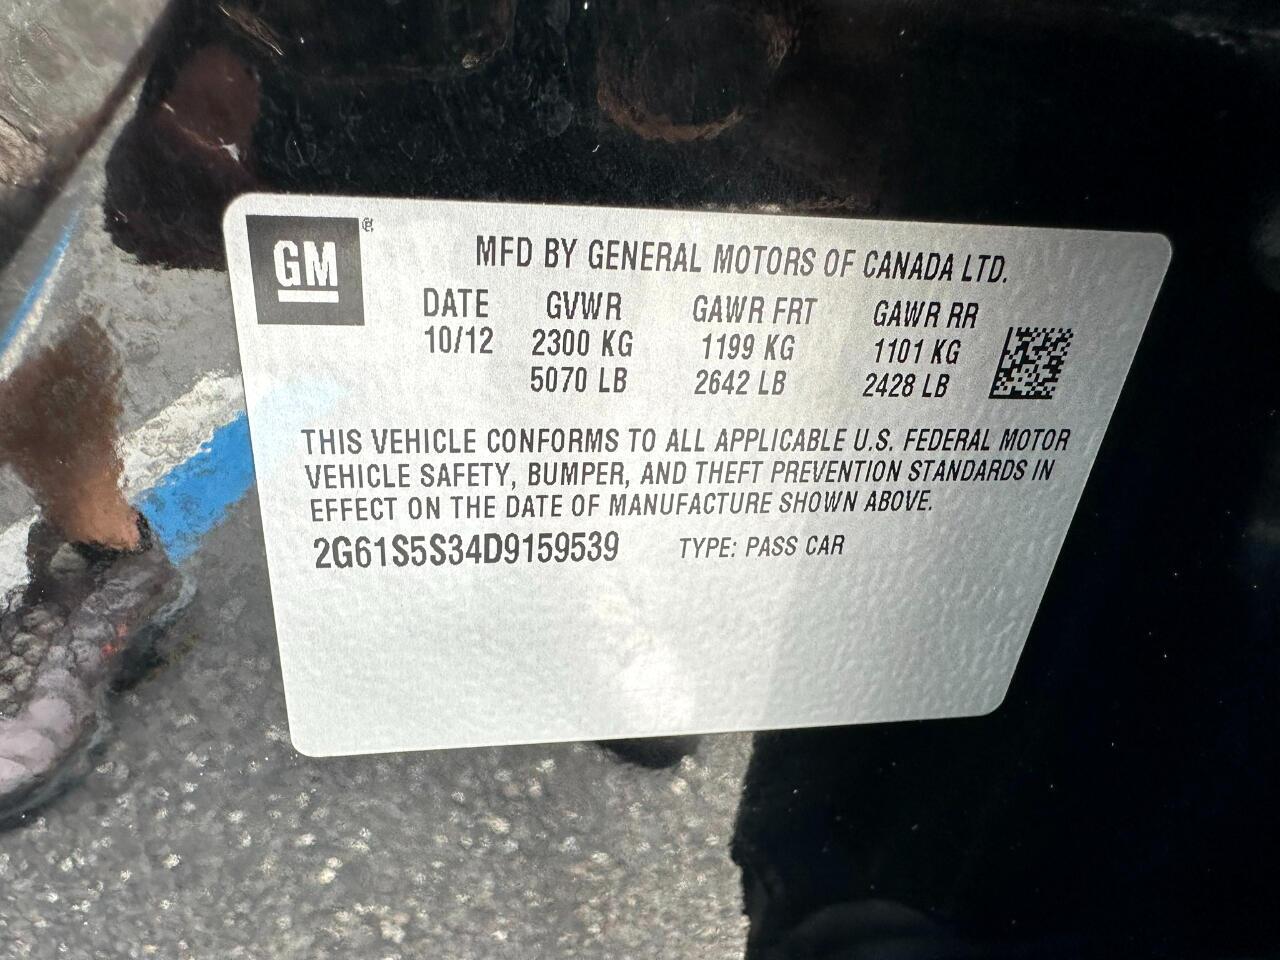 GM
MFD BY GENERAL MOTORS OF CANADA LTD.
DATE GVWR GAWR FRT GAWR RR
10/12 2300 KG 1199 KG 1101 KG
5070 LB 2642 LB 2428 LB
THIS VEHICLE CONFORMS TO ALL APPLICABLE U.S. FEDERAL MOTOR
VEHICLE SAFETY, BUMPER, AND THEFT PREVENTION STANDARDS IN
EFFECT ON THE DATE OF MANUFACTURE SHOWN ABOVE.
2G61S5S34D9159539 TYPE: PASS CAR